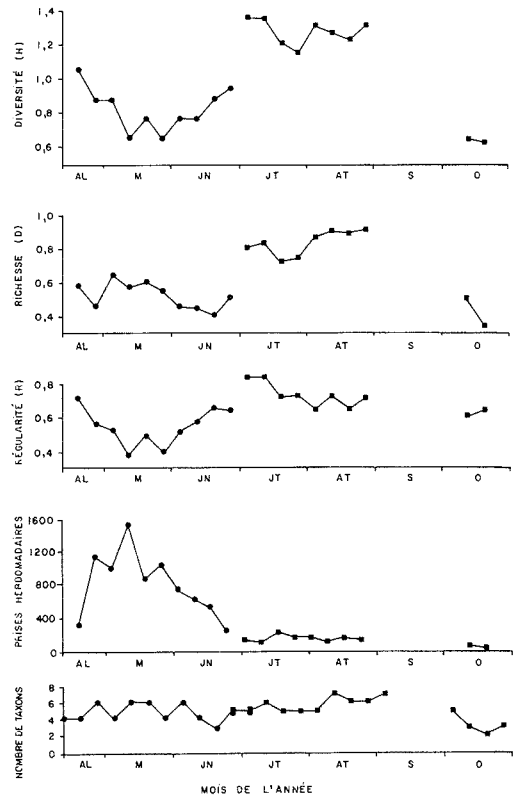 DIVERSITÉ (H)
1,4
1,2
1,0
0,8
0,6
AL M JN JT AT S O
RICHESSE (D)
1,0
0,8
0,6
0,4
AL M JN JT AT S O
RÉGULARITÉ (R)
0,8
0,6
0,4
AL M JN JT AT S O
PRISES HEBDOMADAIRES
1600
1200
800
400
0
AL M JN JT AT S O
NOMBRE DE TAXONS
8
6
4
2
0
AL M JN JT AT S O
MOIS DE L'ANNÉE